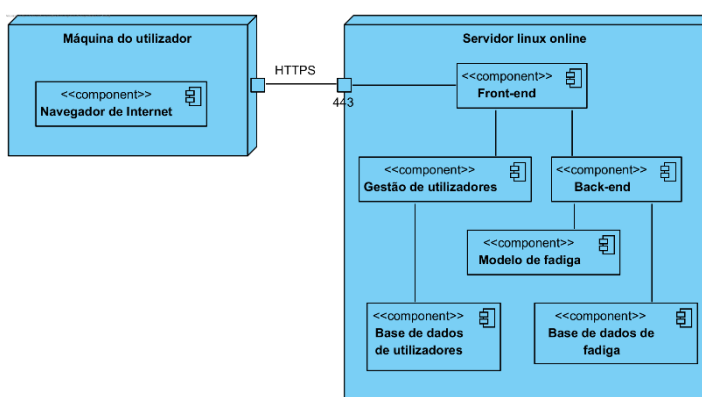 Máquina do utilizador
<<component>>
Navegador de Internet
HTTPS
443
Servidor linux online
<<component>>
Front-end
<<component>>
Gestão de utilizadores
<<component>>
Back-end
<<component>>
Modelo de fadiga
<<component>>
Base de dados
de utilizadores
<<component>>
Base de dados de
fadiga